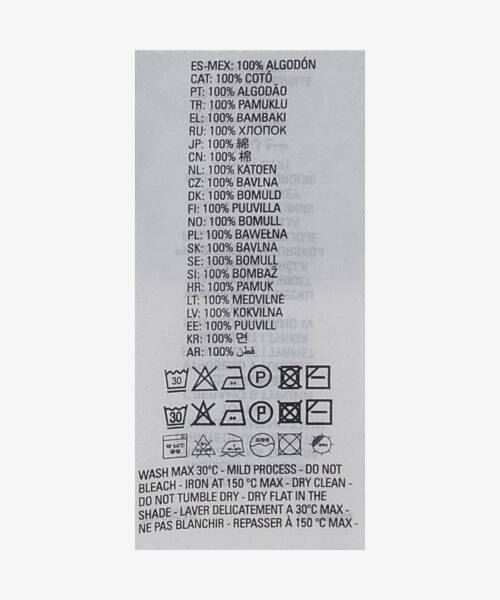 ES-MEX: 100% ALGODÓN
CAT: 100% COTÓ
PT: 100% ALGODÃO
TR: 100% PAMUKLU
EL: 100% BAMBAKI
RU: 100% ХЛОПОК
JP: 100% 綿
CN: 100% 棉
NL: 100% KATOEN
CZ: 100% BAVLNA
DK: 100% BOMULD
FI: 100% PUUVILLA
NO: 100% BOMULL
PL: 100% BAWEŁNA
SK: 100% BAVLNA
SE: 100% BOMULL
SI: 100% BOMBAŽ
HR: 100% PAMUK
LT: 100% MEDVILNĖ
LV: 100% KOKVILNA
EE: 100% PUUVILL
KR: 100% 면
AR: 100% قطن
30 P
30 P
WASH MAX 30°C - MILD PROCESS - DO NOT
BLEACH - IRON AT 150 °C MAX - DRY CLEAN -
DO NOT TUMBLE DRY - DRY FLAT IN THE
SHADE - LAVER DELICATEMENT A 30°C MAX -
NE PAS BLANCHIR - REPASSER À 150 °C MAX -